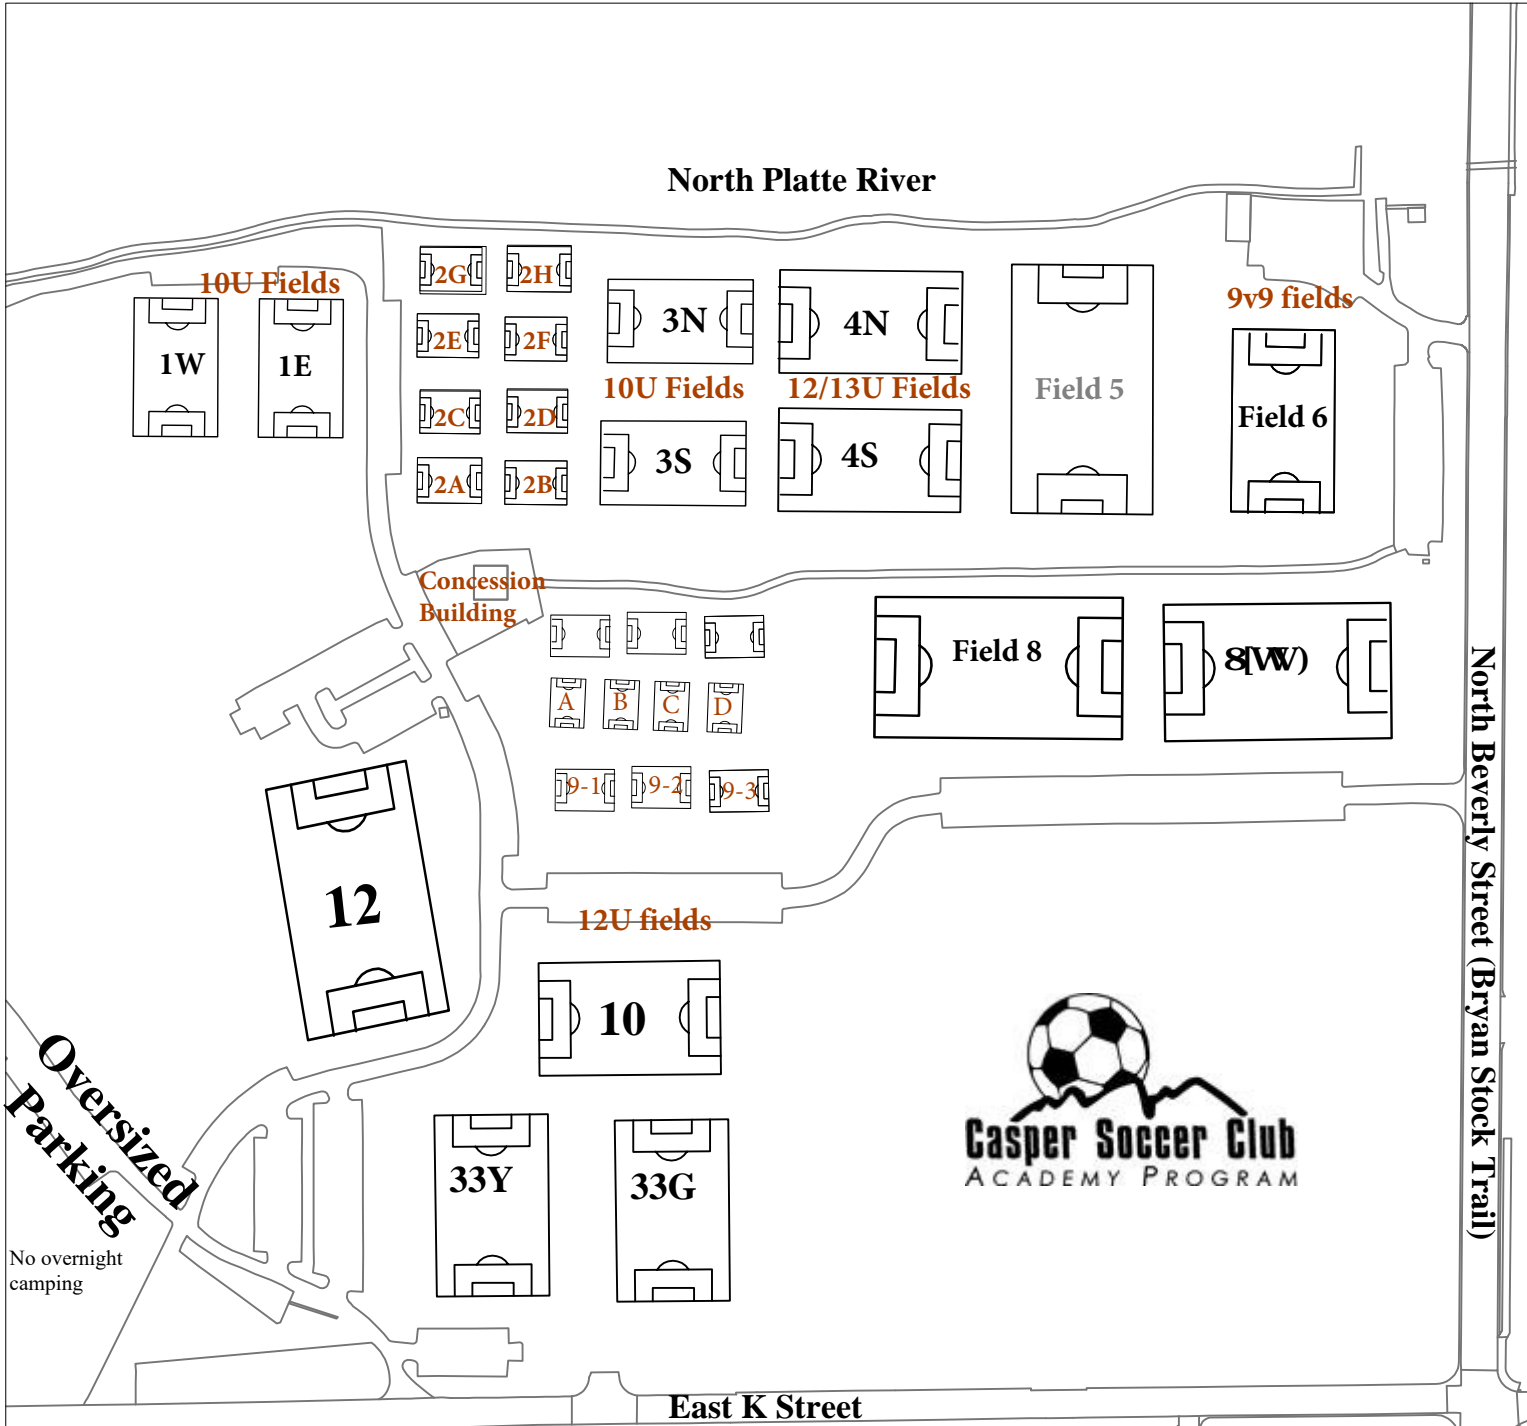 North Platte River
10U Fields
1W
1E
2G
2H
2E
2F
2C
2D
2A
2B
3N
10U Fields
3S
4N
12/13U Fields
4S
Field 5
9v9 fields
Field 6
Concession
Building
A
B
C
D
9-1
9-2
9-3
Field 8
North Beverly Street (Bryan Stock Trail)
12
12U fields
10
Oversized
Parking
No overnight
camping
33Y
33G
Casper Soccer Club
ACADEMY PROGRAM
East K Street